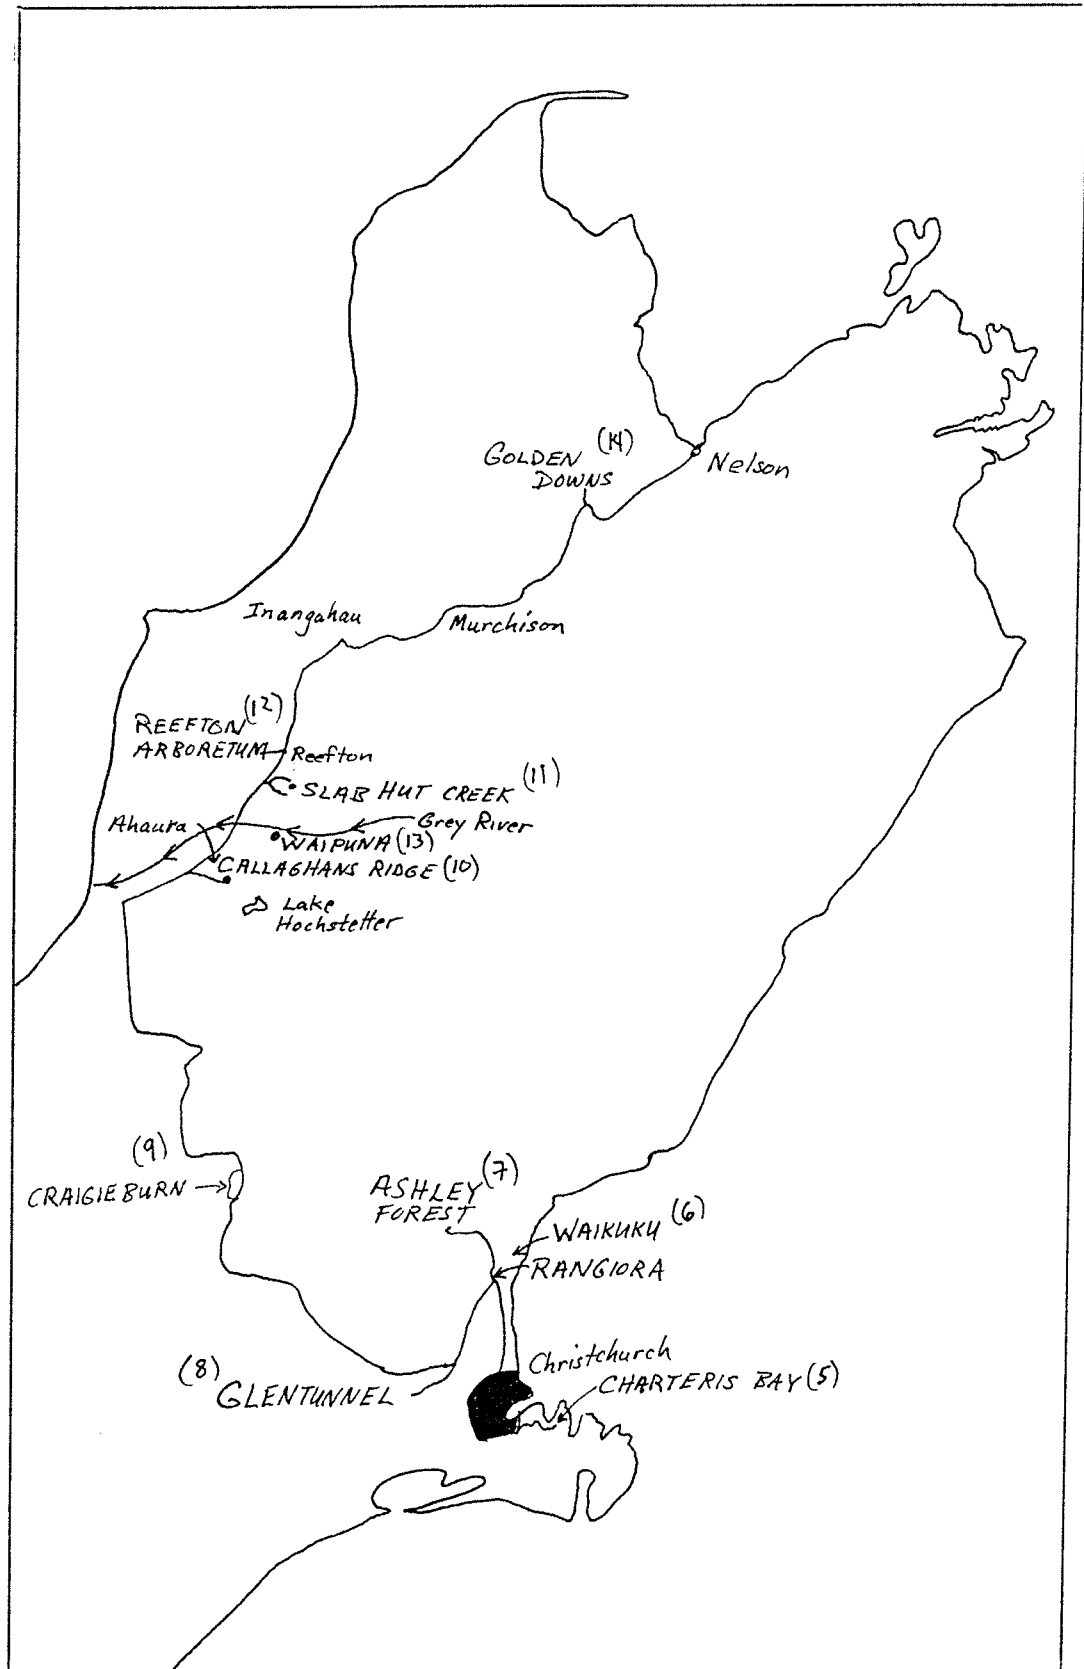 (14)
GOLDEN
DOWNS
Nelson
Inangahau
Murchison
(12)
REEFTON
ARBORETUM
Reefton
SLAB HUT CREEK (11)
Ahaura
Grey River
WAIPUNA (13)
CALLAGHANS RIDGE (10)
Lake
Hochstetter
(9)
CRAIGIEBURN
(7)
ASHLEY
FOREST
WAIKUKU (6)
RANGIORA
Christchurch
(8)
GLENTUNNEL
CHARTERIS BAY (5)